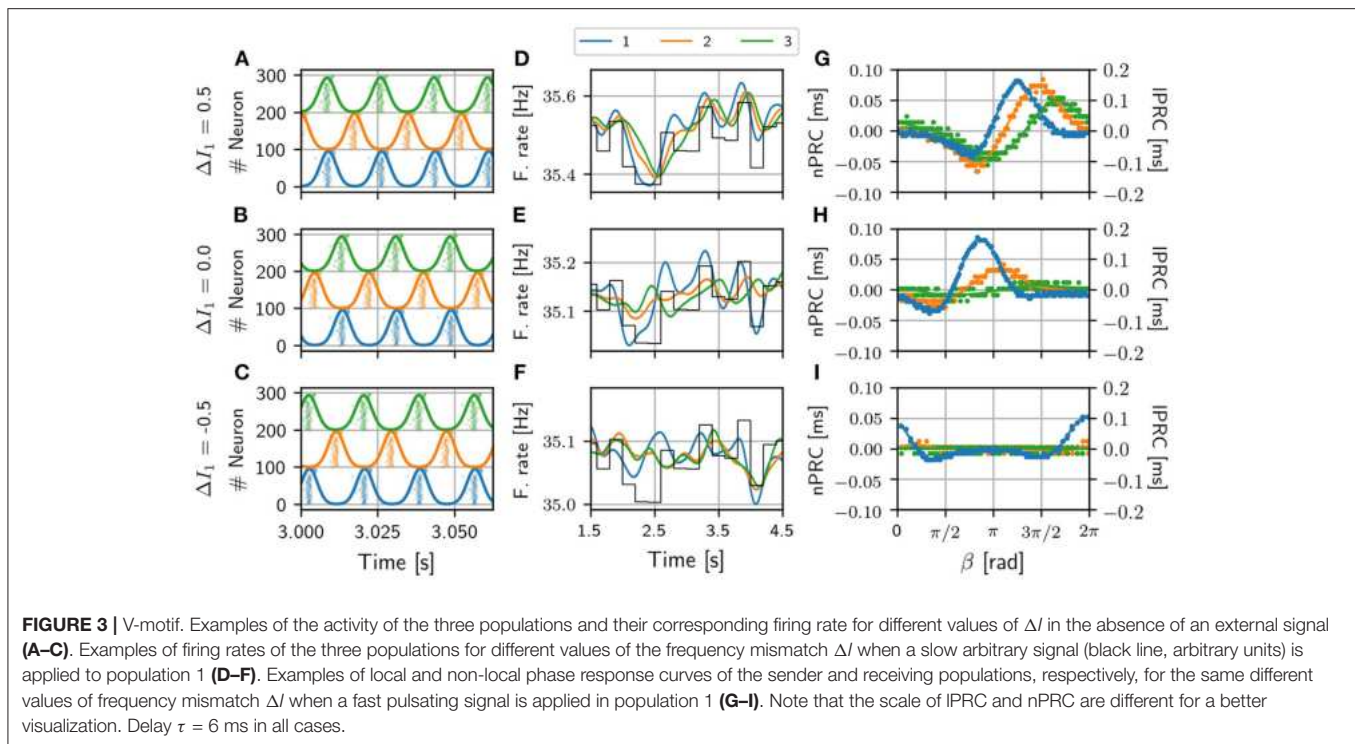 1 2 3
A D G
ΔI₁ = 0.5
# Neuron
300
200
100
0
F. rate [Hz]
35.6
35.4
nPRC [ms]
0.10
0.05
0.00
−0.05
−0.10
0.2
0.1
0.0
−0.1
−0.2
lPRC [ms]
B E H
ΔI₁ = 0.0
# Neuron
300
200
100
0
F. rate [Hz]
35.2
35.1
nPRC [ms]
0.10
0.05
0.00
−0.05
−0.10
0.2
0.1
0.0
−0.1
−0.2
lPRC [ms]
C F I
ΔI₁ = -0.5
# Neuron
300
200
100
0
F. rate [Hz]
35.1
35.0
nPRC [ms]
0.10
0.05
0.00
−0.05
−0.10
0.2
0.1
0.0
−0.1
−0.2
lPRC [ms]
3.000 3.025 3.050
Time [s]
1.5 2.5 3.5 4.5
Time [s]
0 π/2 π 3π/2 2π
β [rad]
FIGURE 3 | V-motif. Examples of the activity of the three populations and their corresponding firing rate for different values of ΔI in the absence of an external signal
(A–C). Examples of firing rates of the three populations for different values of the frequency mismatch ΔI when a slow arbitrary signal (black line, arbitrary units) is
applied to population 1 (D–F). Examples of local and non-local phase response curves of the sender and receiving populations, respectively, for the same different
values of frequency mismatch ΔI when a fast pulsating signal is applied in population 1 (G–I). Note that the scale of lPRC and nPRC are different for a better
visualization. Delay τ = 6 ms in all cases.